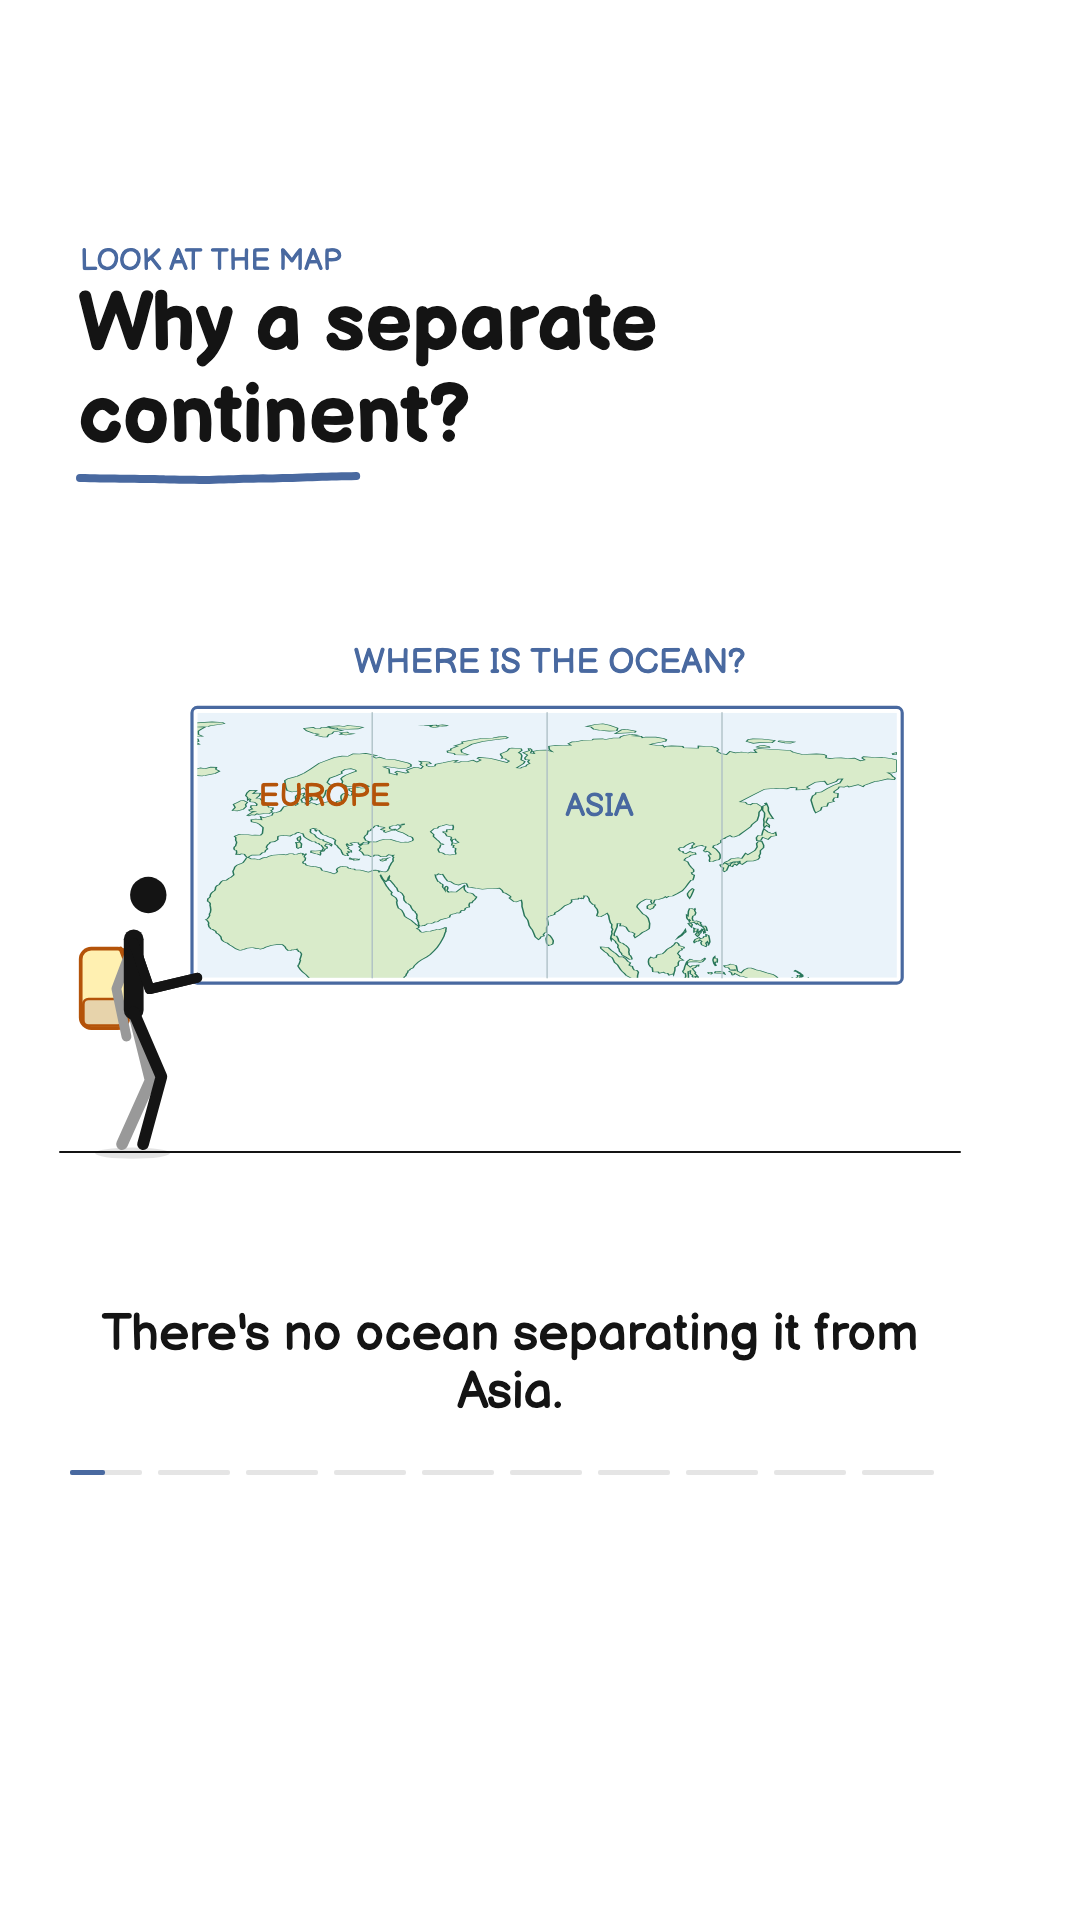 LOOK AT THE MAP
Why a separate
continent?
WHERE IS THE OCEAN?
EUROPE
ASIA
There's no ocean separating it from
Asia.